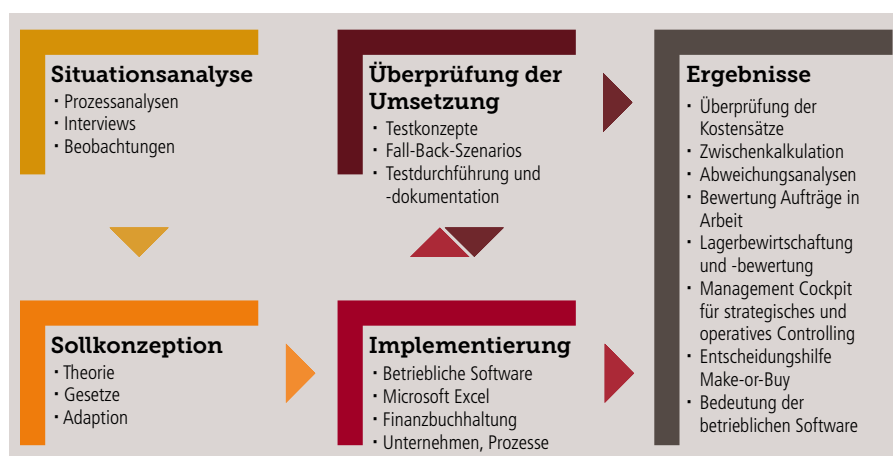 Situationsanalyse
· Prozessanalysen
· Interviews
· Beobachtungen
Überprüfung der
Umsetzung
· Testkonzepte
· Fall-Back-Szenarios
· Testdurchführung und
-dokumentation
Ergebnisse
· Überprüfung der
Kostensätze
· Zwischenkalkulation
· Abweichungsanalysen
· Bewertung Aufträge in
Arbeit
· Lagerbewirtschaftung
und -bewertung
· Management Cockpit
für strategisches und
operatives Controlling
· Entscheidungshilfe
Make-or-Buy
· Bedeutung der
betrieblichen Software
Sollkonzeption
· Theorie
· Gesetze
· Adaption
Implementierung
· Betriebliche Software
· Microsoft Excel
· Finanzbuchhaltung
· Unternehmen, Prozesse